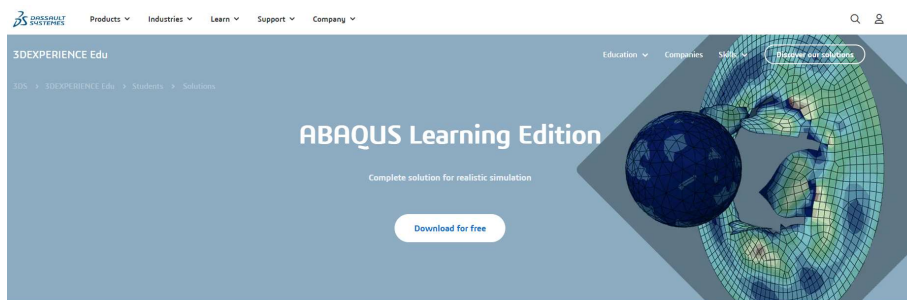 DASSAULT SYSTEMES Products Industries Learn Support Company
3DEXPERIENCE Edu Education Companies Skills Discover our solutions
3DS > 3DEXPERIENCE Edu > Students > Solutions
ABAQUS Learning Edition
Complete solution for realistic simulation
Download for free